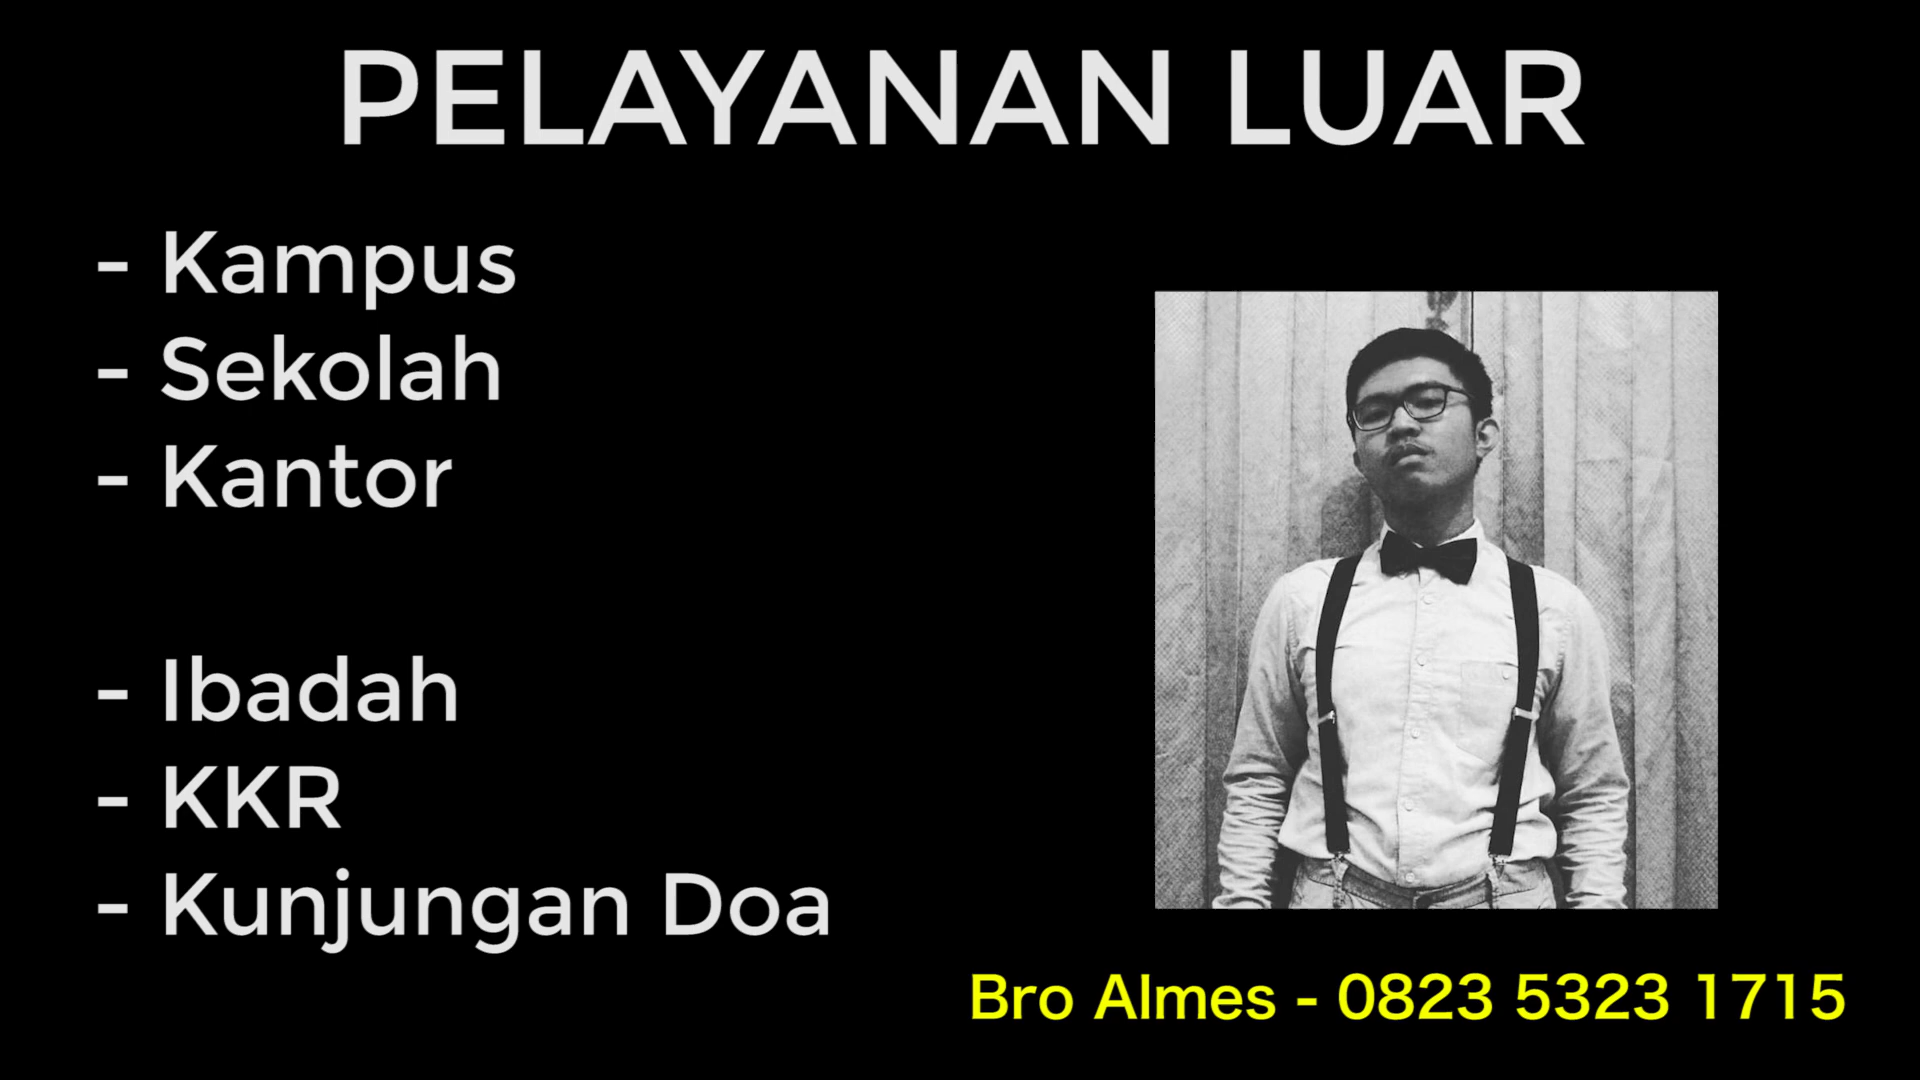 PELAYANAN LUAR
- Kampus
- Sekolah
- Kantor
- Ibadah
- KKR
- Kunjungan Doa
Bro Almes - 0823 5323 1715